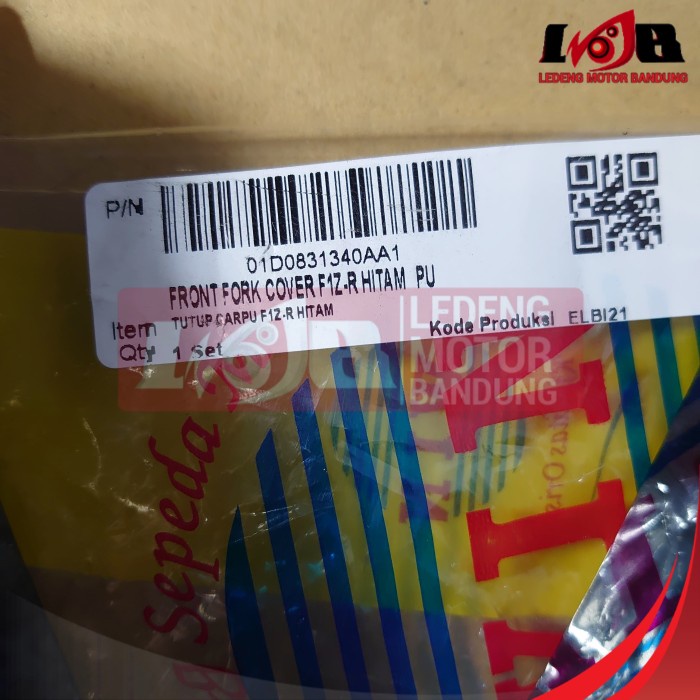 LMB
LEDENG MOTOR BANDUNG
P/N
01D0831340AA1
FRONT FORK COVER F1Z-R HITAM PU
Item TUTUP GARPU F1Z-R HITAM
Qty 1 Set
Kode Produksi ELBI21
LEDENG
MOTOR
BANDUNG
Sepeda